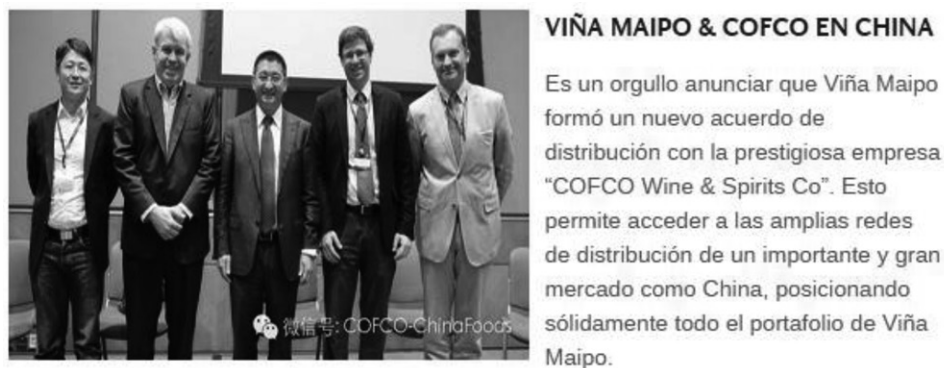 VIÑA MAIPO & COFCO EN CHINA
Es un orgullo anunciar que Viña Maipo
formó un nuevo acuerdo de
distribución con la prestigiosa empresa
“COFCO Wine & Spirits Co”. Esto
permite acceder a las amplias redes
de distribución de un importante y gran
mercado como China, posicionando
sólidamente todo el portafolio de Viña
Maipo.
微信号: COFCO-ChinaFoods